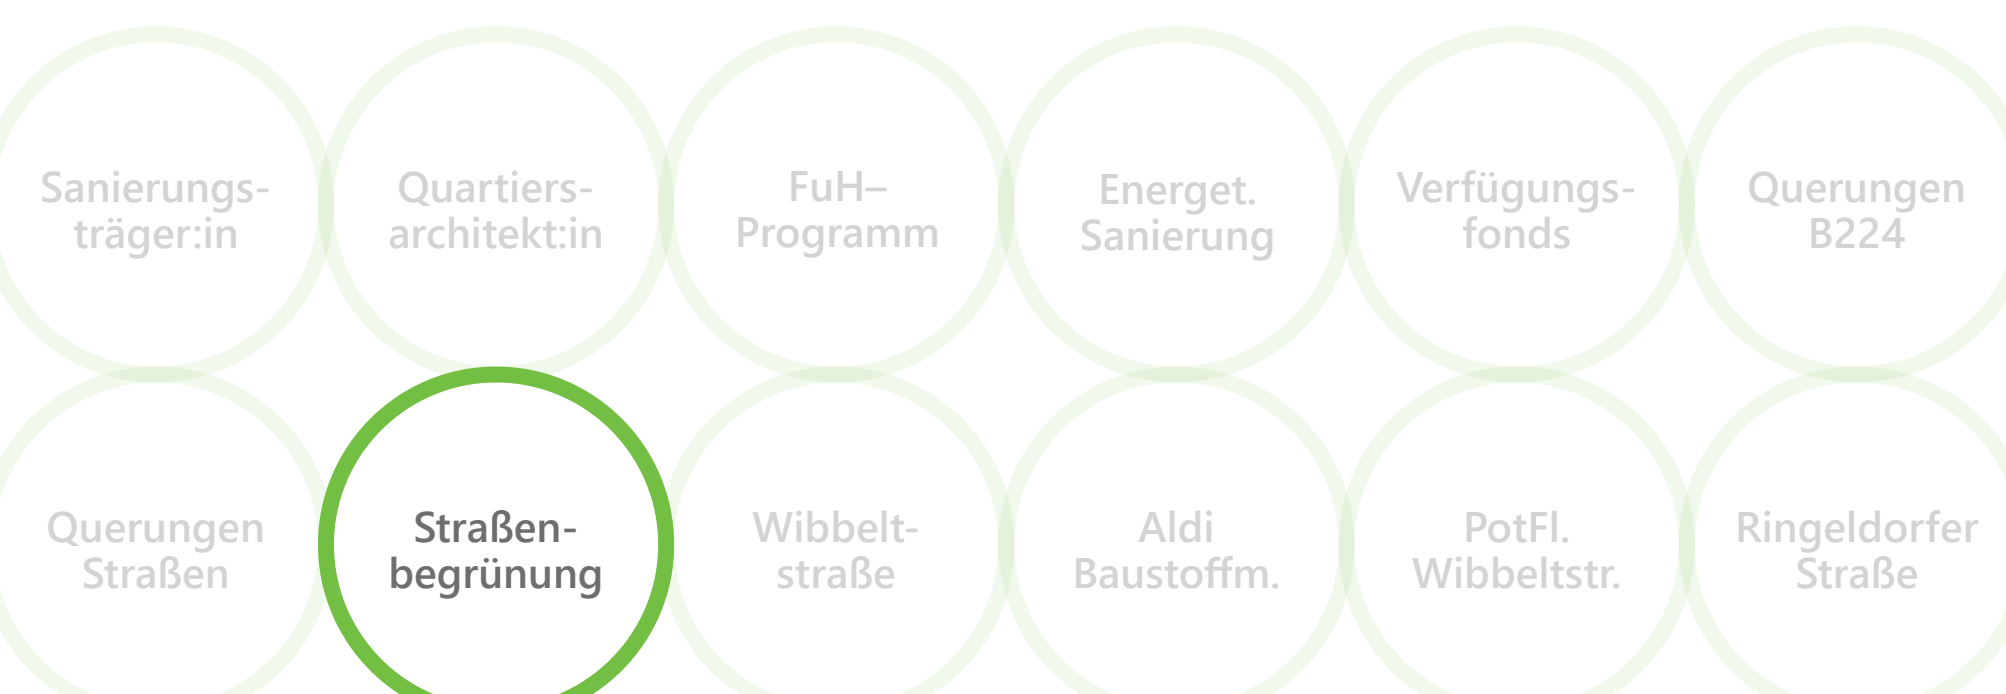 Sanierungs-
träger:in
Quartiers-
architekt:in
FuH–
Programm
Energet.
Sanierung
Verfügungs-
fonds
Querungen
B224
Querungen
Straßen
Straßen-
begrünung
Wibbelt-
straße
Aldi
Baustoffm.
PotFl.
Wibbeltstr.
Ringeldorfer
Straße